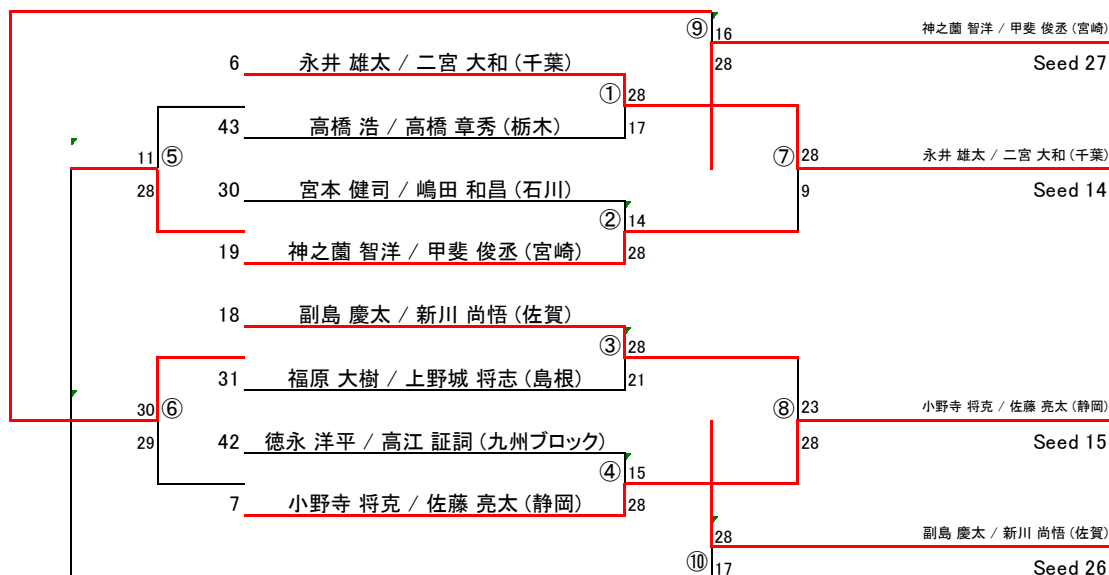 ⑨
16
神之薗 智洋 / 甲斐 俊丞 (宮崎)
6 永井 雄太 / 二宮 大和 (千葉)
28
Seed 27
① 28
43 高橋 浩 / 高橋 章秀 (栃木)
17
11 ⑤
⑦ 28
永井 雄太 / 二宮 大和 (千葉)
28
30 宮本 健司 / 嶋田 和昌 (石川)
9
Seed 14
② 14
19 神之薗 智洋 / 甲斐 俊丞 (宮崎)
28
18 副島 慶太 / 新川 尚悟 (佐賀)
③ 28
31 福原 大樹 / 上野城 将志 (島根)
21
30 ⑥
⑧ 23
小野寺 将克 / 佐藤 亮太 (静岡)
29
42 徳永 洋平 / 高江 証詞 (九州ブロック)
28
Seed 15
④ 15
7 小野寺 将克 / 佐藤 亮太 (静岡)
28
28
副島 慶太 / 新川 尚悟 (佐賀)
⑩ 17
Seed 26